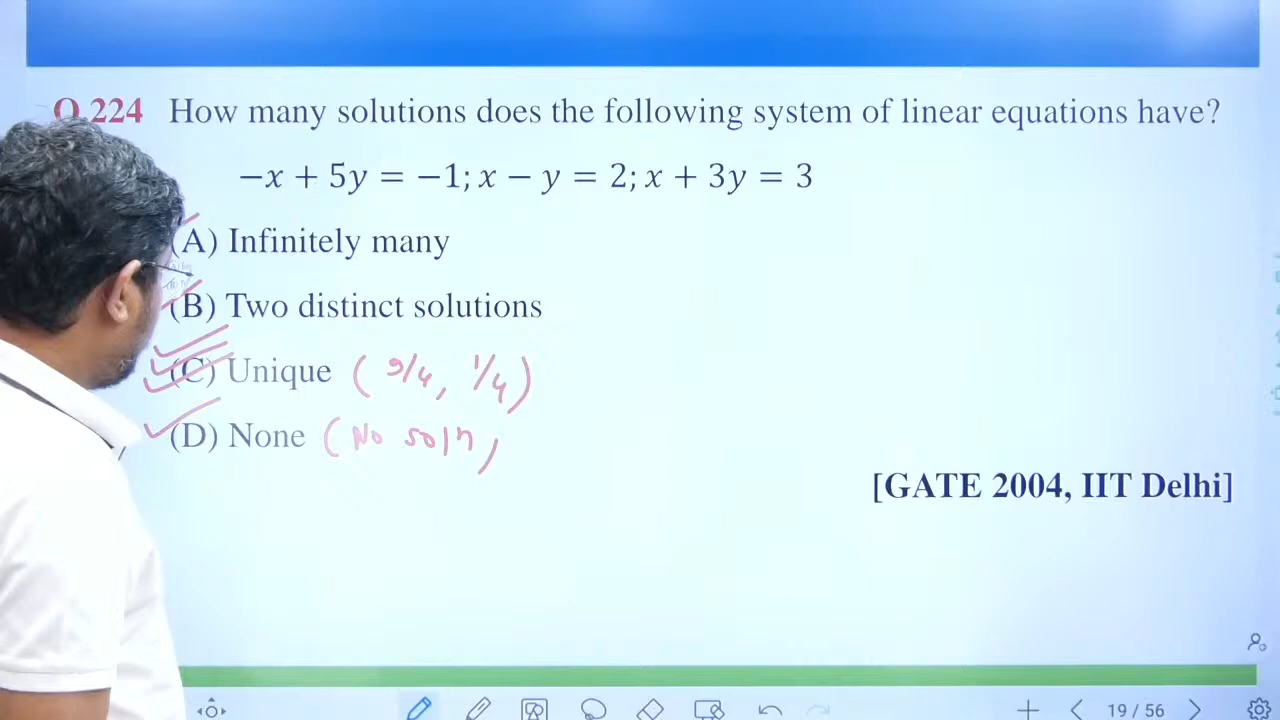 Q.224 How many solutions does the following system of linear equations have?
−x + 5y = −1; x − y = 2; x + 3y = 3
(A) Infinitely many
(B) Two distinct solutions
(C) Unique (9/4, 1/4)
(D) None (No soln)
[GATE 2004, IIT Delhi]
19 / 56